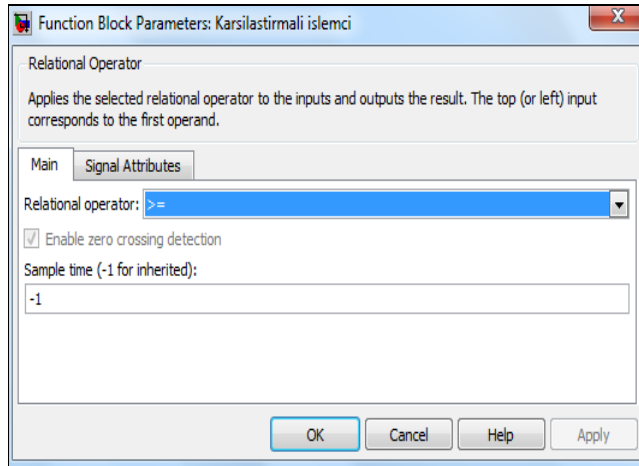 Function Block Parameters: Karsilastirmali islemci
Relational Operator
Applies the selected relational operator to the inputs and outputs the result. The top (or left) input
corresponds to the first operand.
Main Signal Attributes
Relational operator: >=
Enable zero crossing detection
Sample time (-1 for inherited):
-1
OK Cancel Help Apply